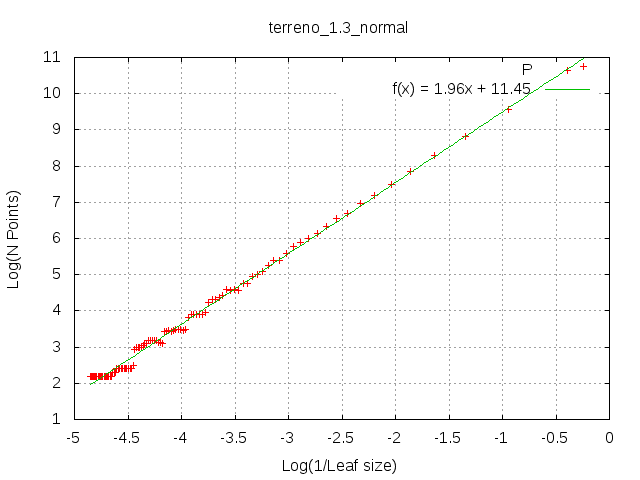 terreno_1.3_normal
11
10
9
8
7
6
5
4
3
2
1
Log(N Points)
P
f(x) = 1.96x + 11.45
-5 -4.5 -4 -3.5 -3 -2.5 -2 -1.5 -1 -0.5 0
Log(1/Leaf size)